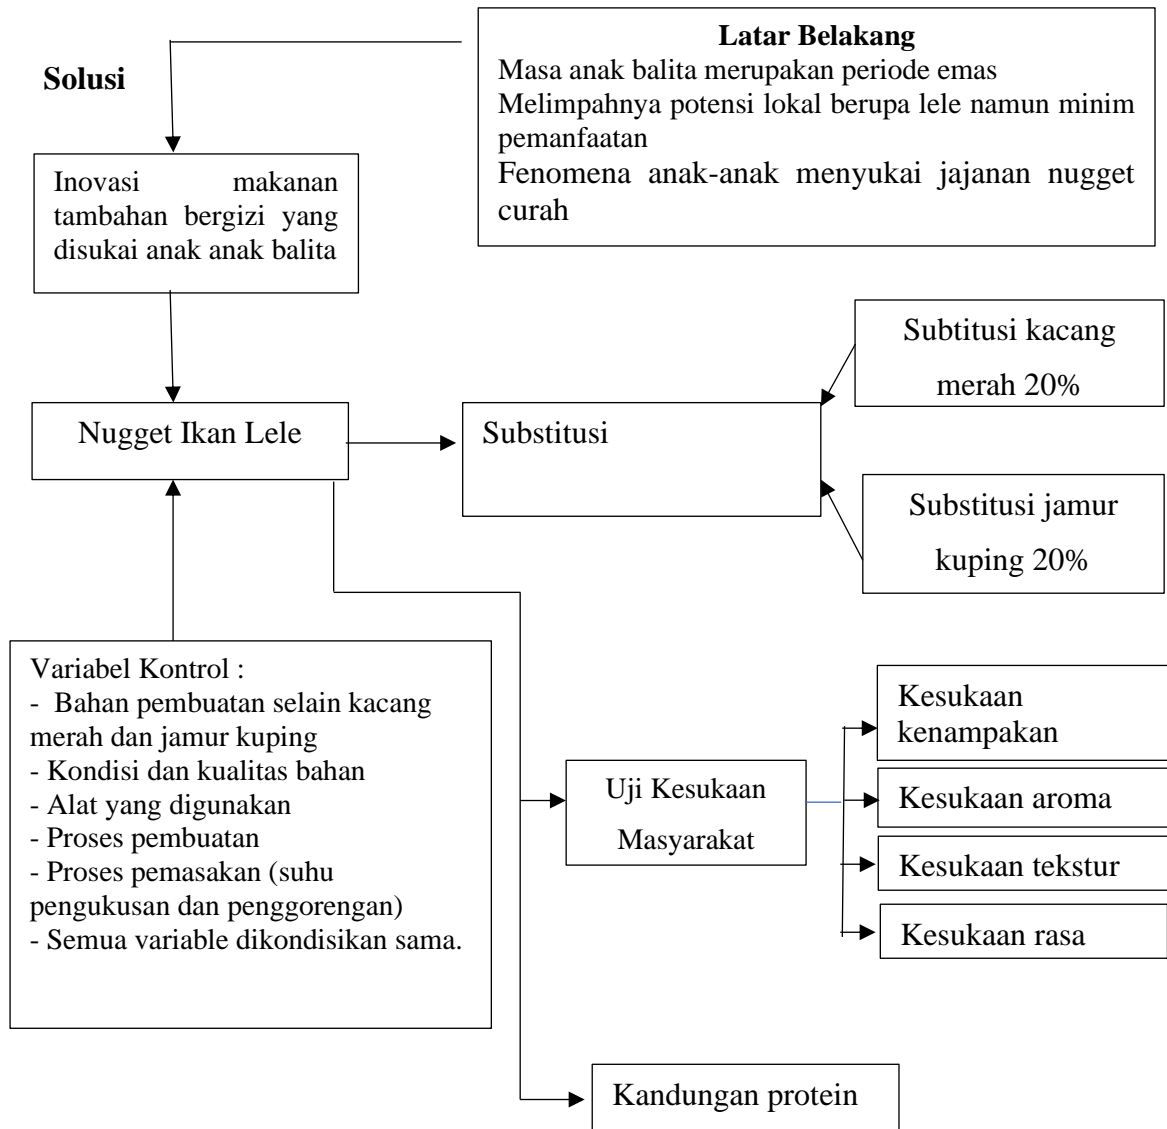 Latar Belakang
Masa anak balita merupakan periode emas
Melimpahnya potensi lokal berupa lele namun minim
pemanfaatan
Fenomena anak-anak menyukai jajanan nugget
curah
Solusi
Inovasi makanan
tambahan bergizi yang
disukai anak anak balita
Subtitusi kacang
merah 20%
Nugget Ikan Lele
Substitusi
Substitusi jamur
kuping 20%
Variabel Kontrol :
- Bahan pembuatan selain kacang
merah dan jamur kuping
- Kondisi dan kualitas bahan
- Alat yang digunakan
- Proses pembuatan
- Proses pemasakan (suhu
pengukusan dan penggorengan)
- Semua variable dikondisikan sama.
Uji Kesukaan
Masyarakat
Kesukaan
kenampakan
Kesukaan aroma
Kesukaan tekstur
Kesukaan rasa
Kandungan protein